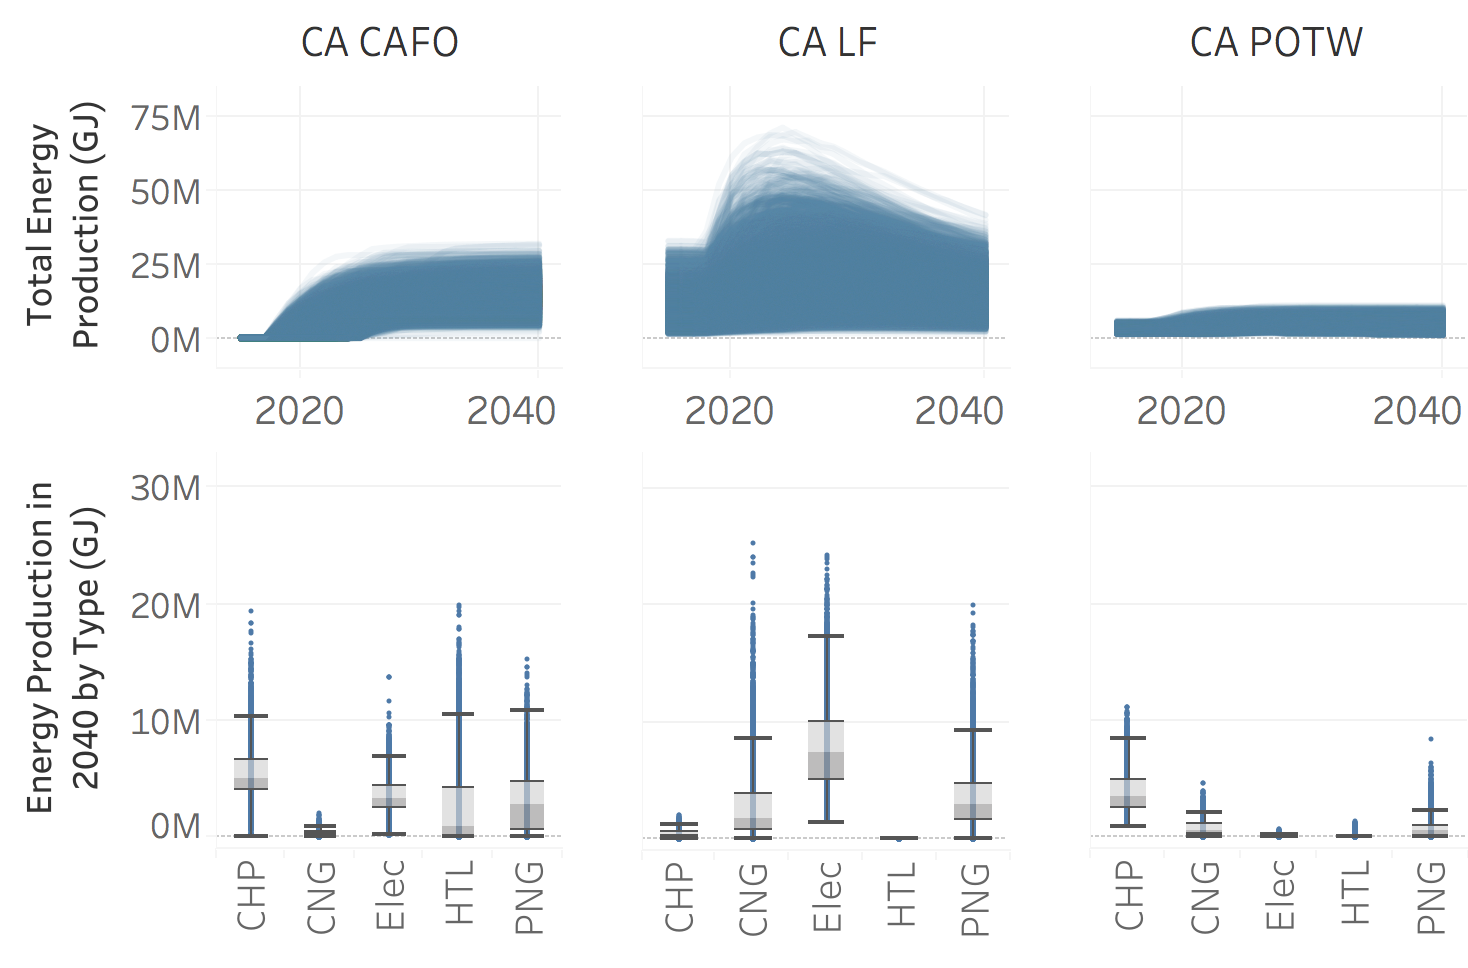 CA CAFO
CA LF
CA POTW
Total Energy
Production (GJ)
75M
50M
25M
0M
2020
2040
2020
2040
2020
2040
Energy Production in
2040 by Type (GJ)
30M
20M
10M
0M
CHP
CNG
Elec
HTL
PNG
CHP
CNG
Elec
HTL
PNG
CHP
CNG
Elec
HTL
PNG